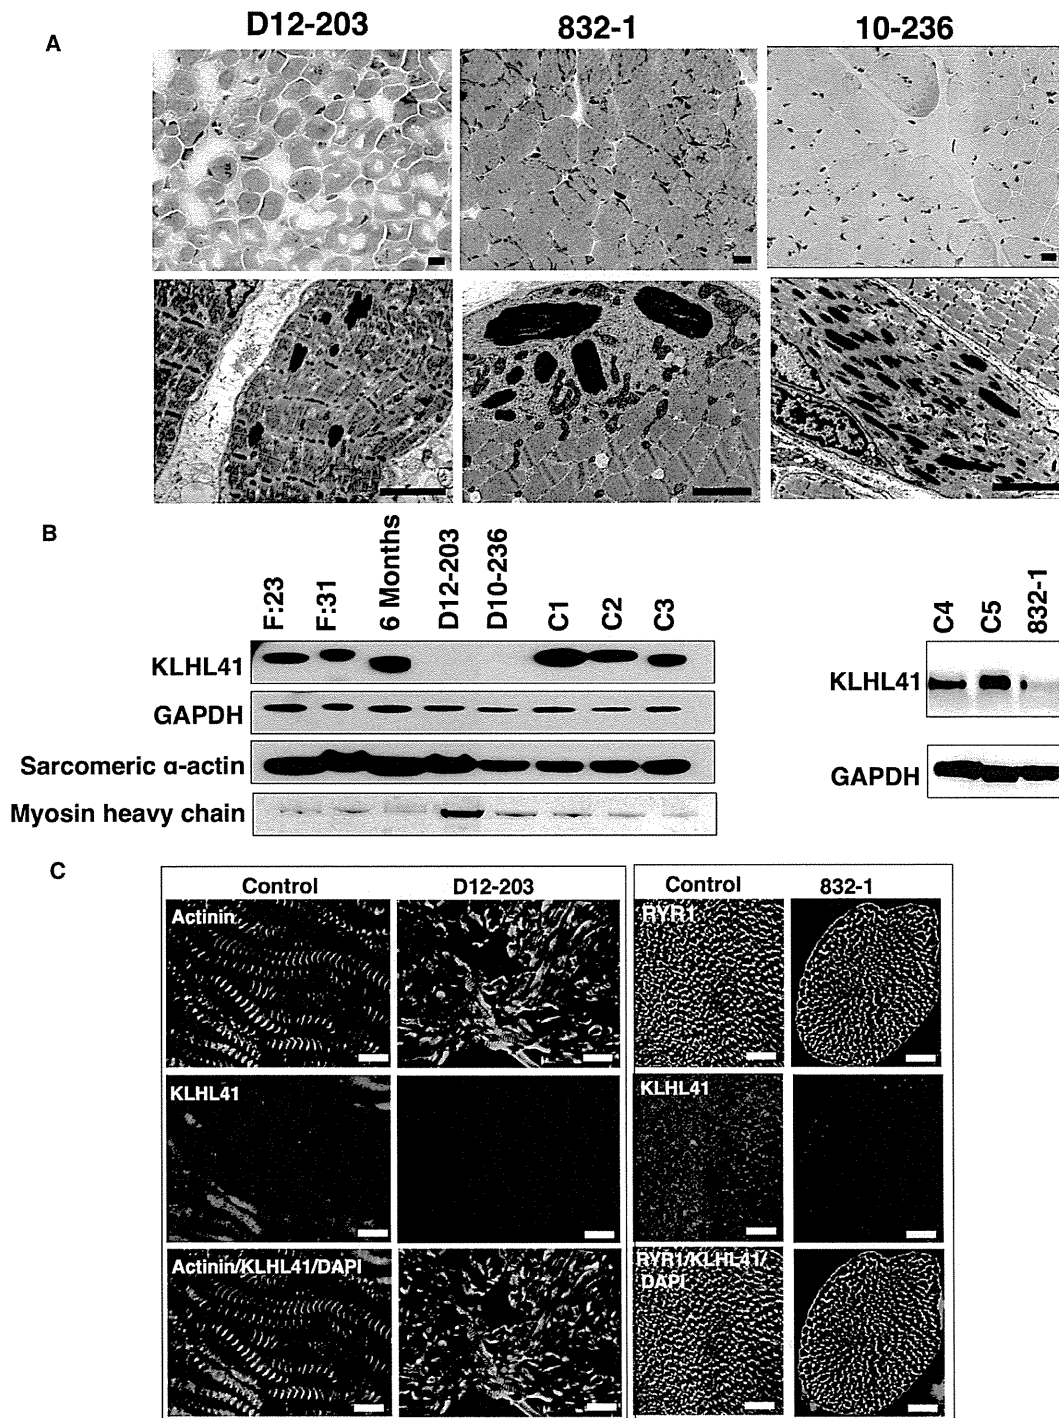 A
D12-203
832-1
10-236
B
F:23
F:31
6 Months
D12-203
D10-236
C1
C2
C3
KLHL41
GAPDH
Sarcomeric α-actin
Myosin heavy chain
C4
C5
832-1
KLHL41
GAPDH
C
Control
D12-203
Control
832-1
Actinin
RYR1
KLHL41
KLHL41
Actinin/KLHL41/DAPI
RYR1/KLHL41/
DAPI